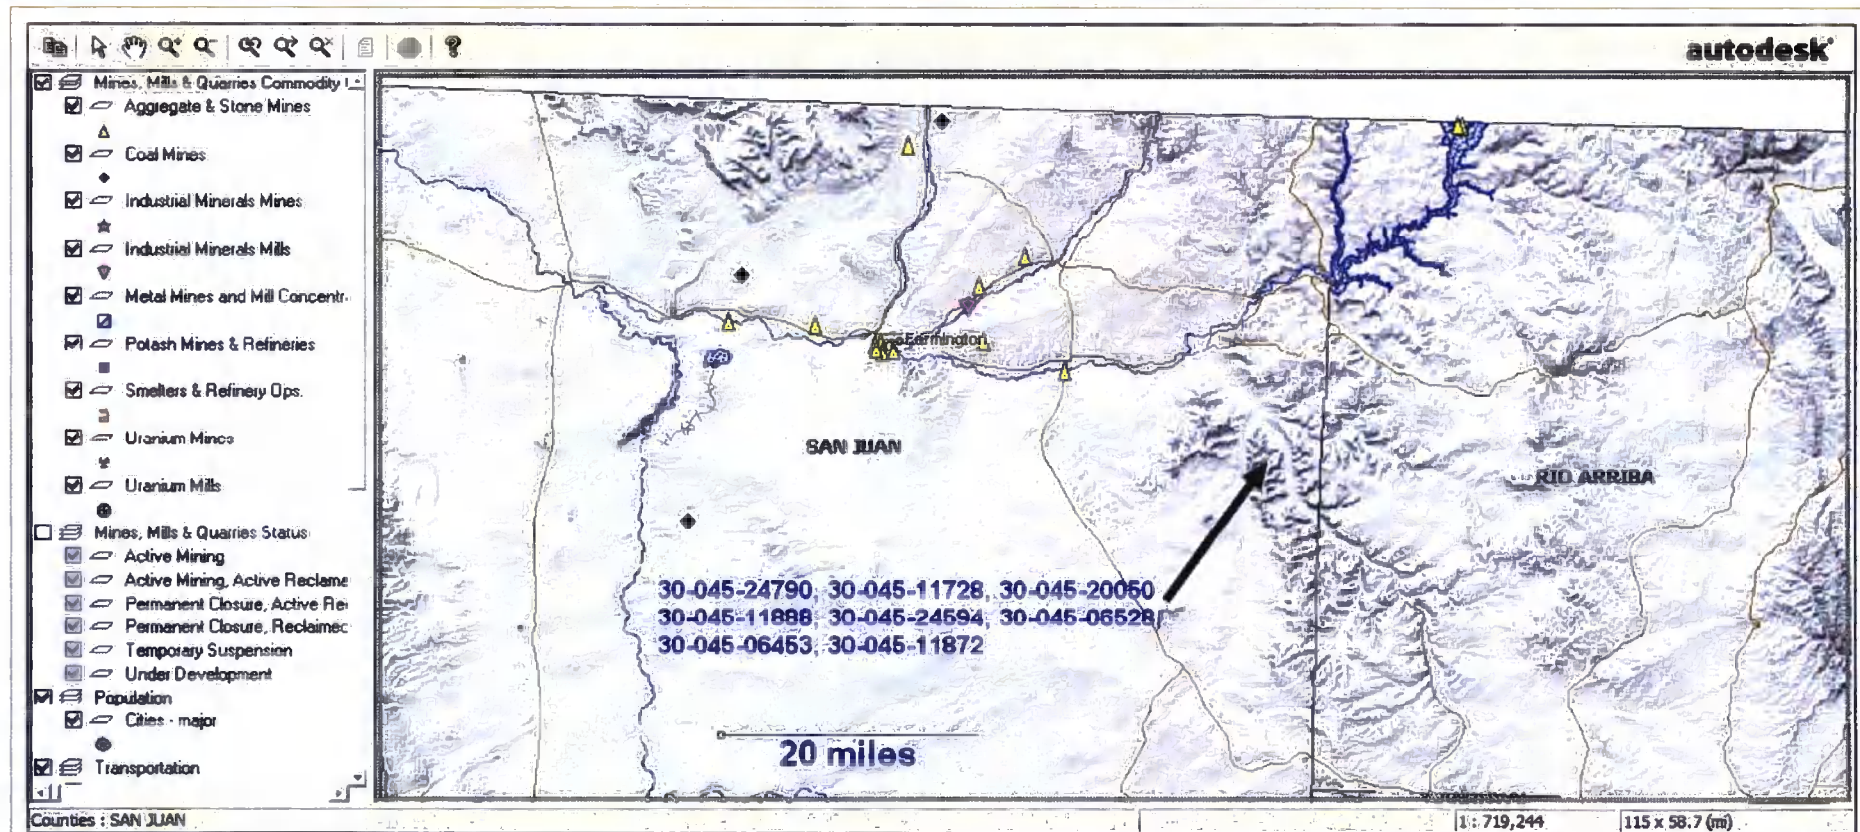 autodesk
Mines, Mills & Quarries Commodity
Aggregate & Stone Mines
Coal Mines
Industrial Minerals Mines
Industrial Minerals Mills
Metal Mines and Mill Concentr
Potash Mines & Refineries
Smelters & Refinery Ops.
Uranium Mines
Uranium Mills
Mines, Mills & Quarries Status
Active Mining
Active Mining, Active Reclama
Permanent Closure, Active Re
Permanent Closure, Reclaimec
Temporary Suspension
Under Development
Population
Cities - major
Transportation
Farmington
SAN JUAN
RIO ARRIBA
30-045-24790, 30-045-11728, 30-045-20050
30-045-11888, 30-045-24594, 30-045-06528,
30-045-06453, 30-045-11872
20 miles
Counties : SAN JUAN
1 : 719,244
115 x 58.7 (mi)